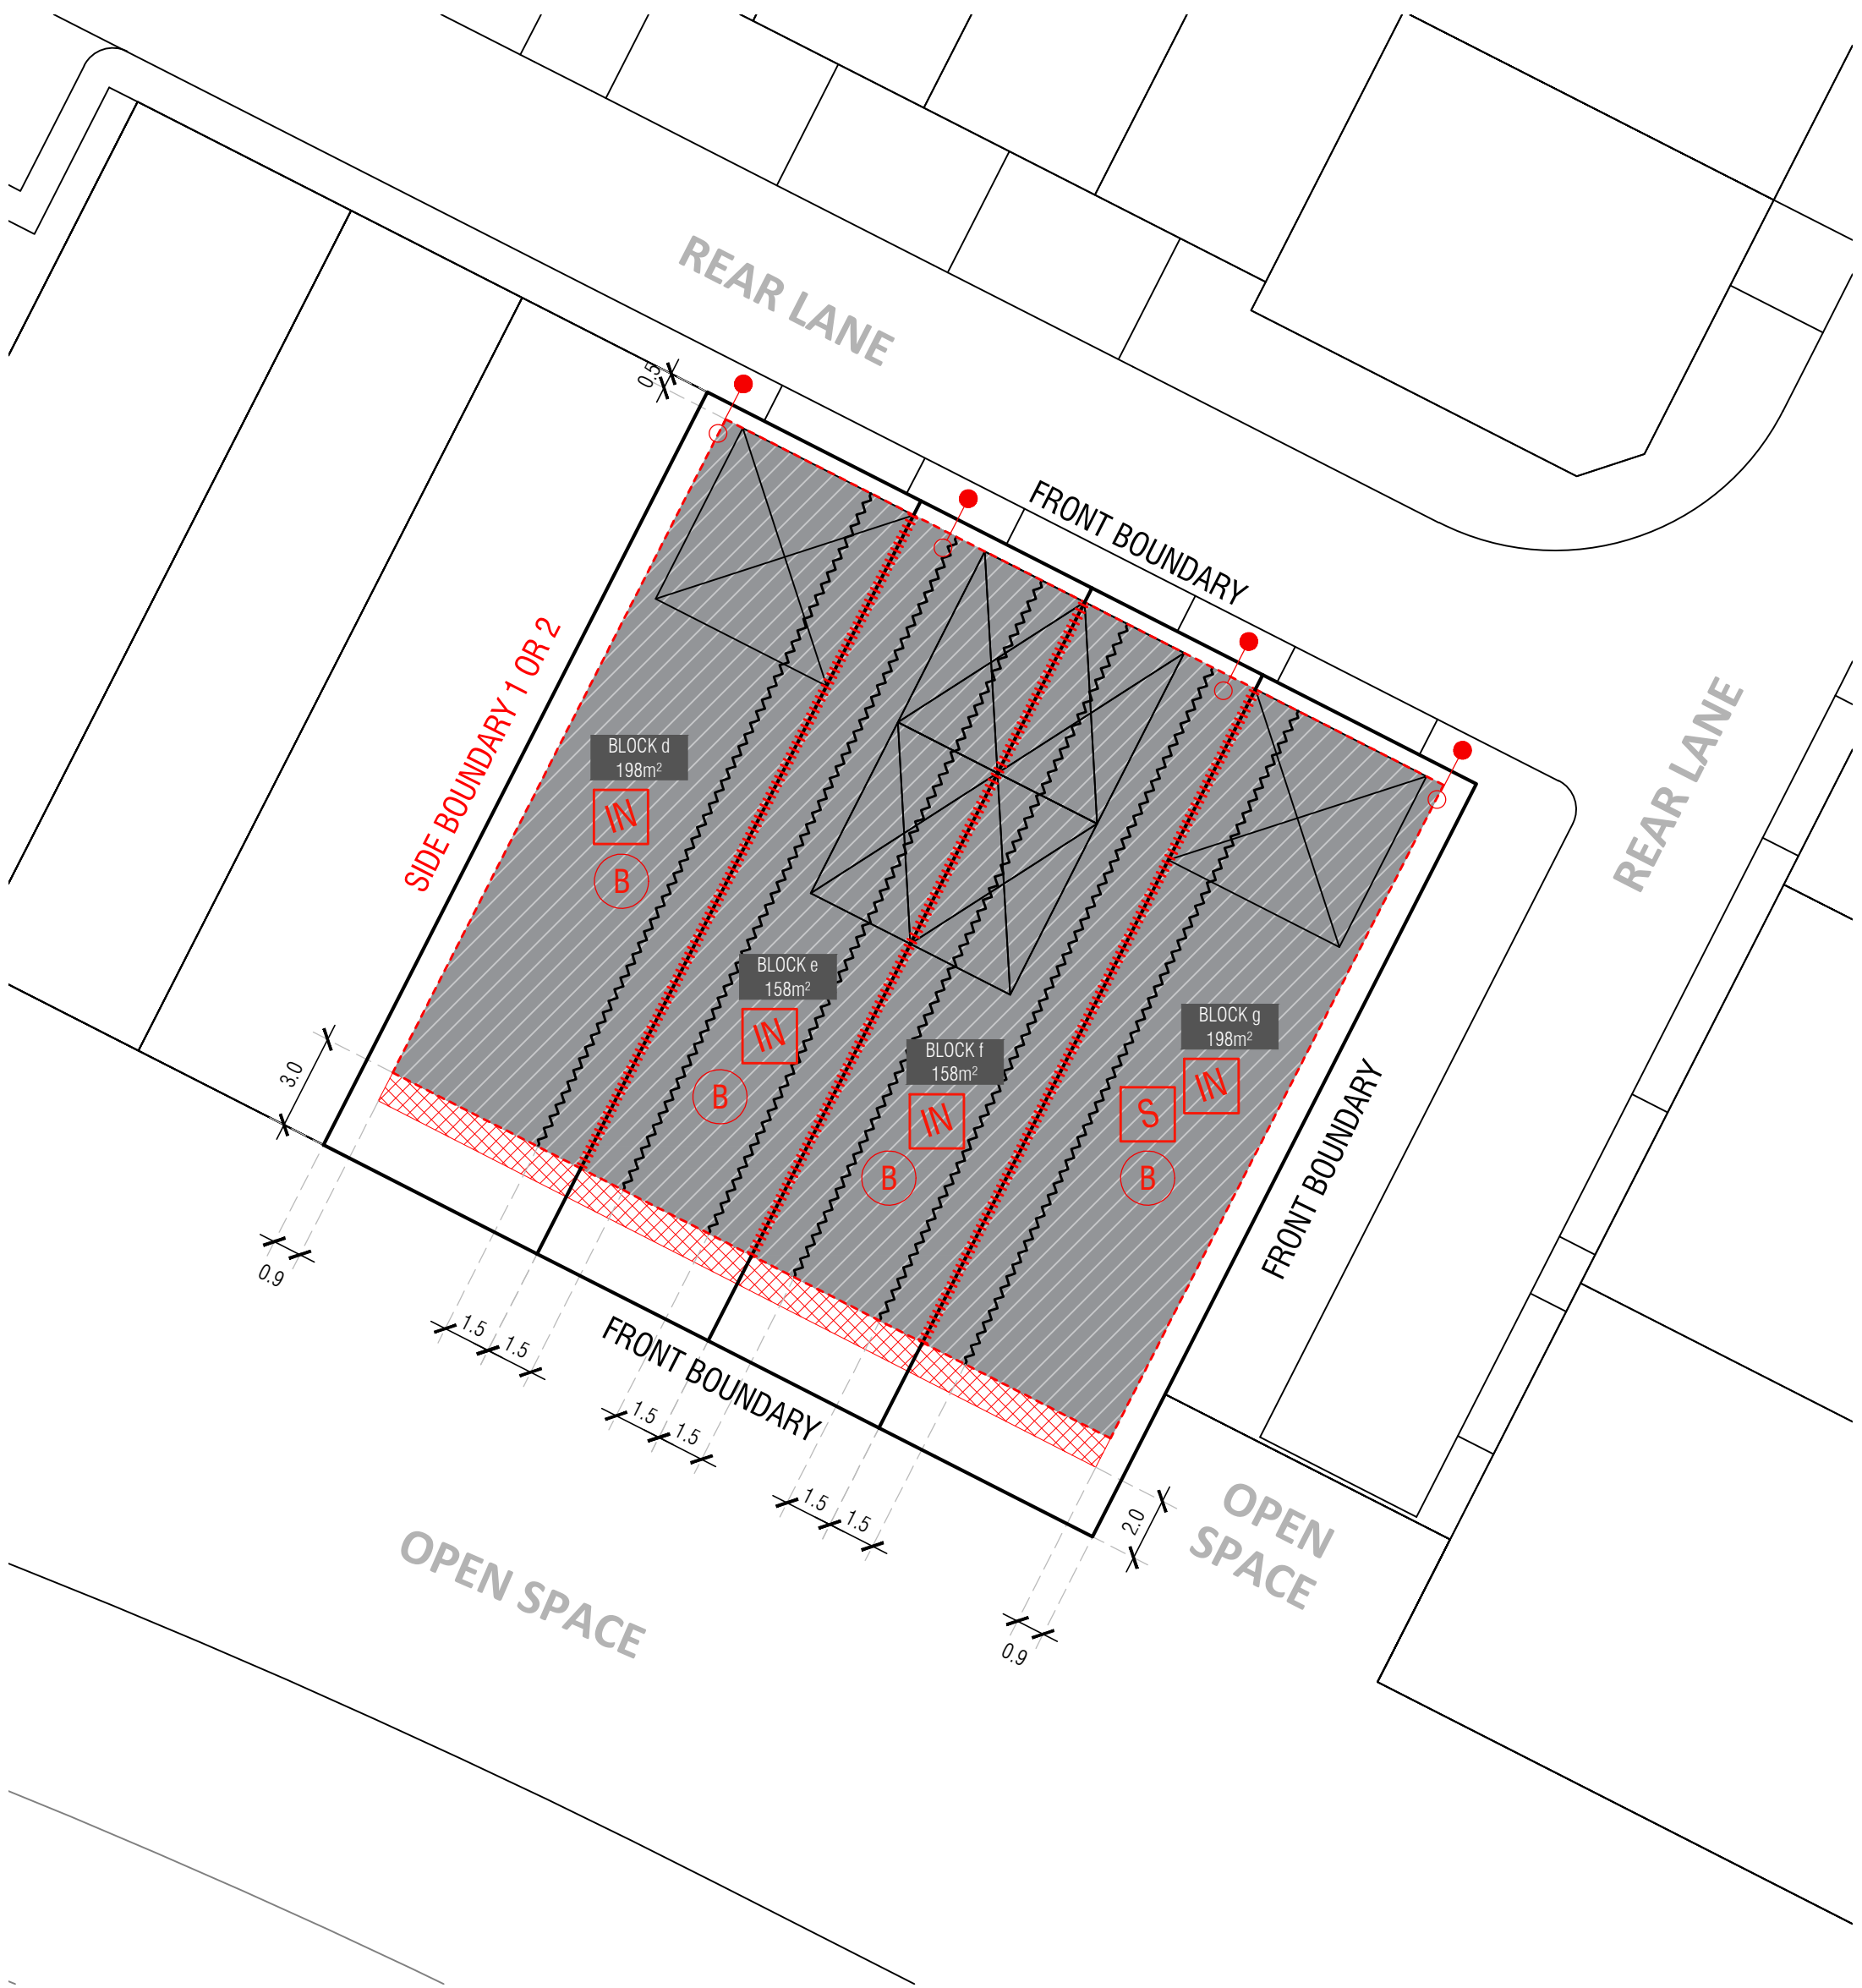 REAR LANE
0.5
FRONT BOUNDARY
SIDE BOUNDARY 1 OR 2
REAR LANE
BLOCK d
198m²
IN
B
BLOCK e
158m²
IN
B
BLOCK f
158m²
IN
B
BLOCK g
198m²
S
IN
B
FRONT BOUNDARY
3.0
0.9
1.5
1.5
FRONT BOUNDARY
1.5
1.5
1.5
1.5
2.0
0.9
OPEN
SPACE
OPEN SPACE